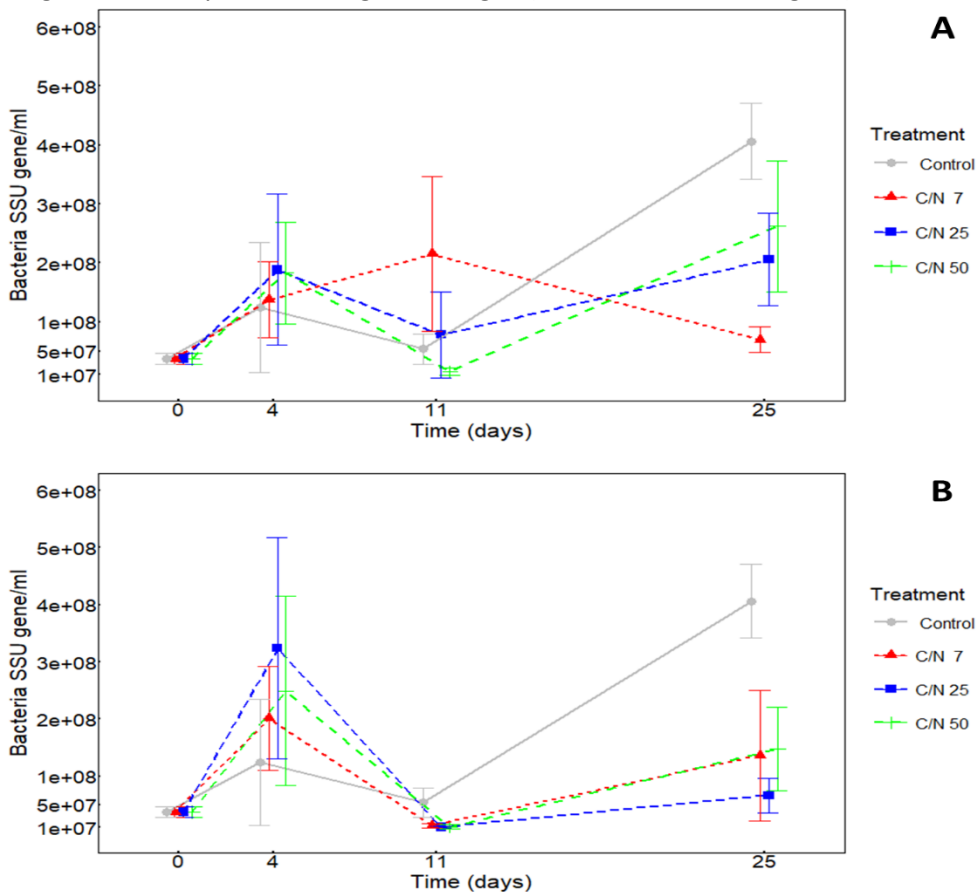 A
6e+08
5e+08
4e+08
3e+08
2e+08
1e+08
5e+07
1e+07
Bacteria SSU gene/ml
0 4 11 25
Time (days)
Treatment
Control
C/N 7
C/N 25
C/N 50
B
6e+08
5e+08
4e+08
3e+08
2e+08
1e+08
5e+07
1e+07
Bacteria SSU gene/ml
0 4 11 25
Time (days)
Treatment
Control
C/N 7
C/N 25
C/N 50